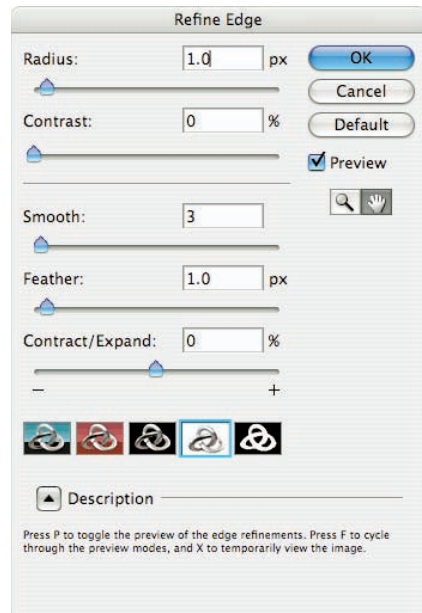 Refine Edge
Radius: 1.0 px
OK
Cancel
Contrast: 0 %
Default
Preview
Smooth: 3
Feather: 1.0 px
Contract/Expand: 0 %
– +
Description
Press P to toggle the preview of the edge refinements. Press F to cycle
through the preview modes, and X to temporarily view the image.